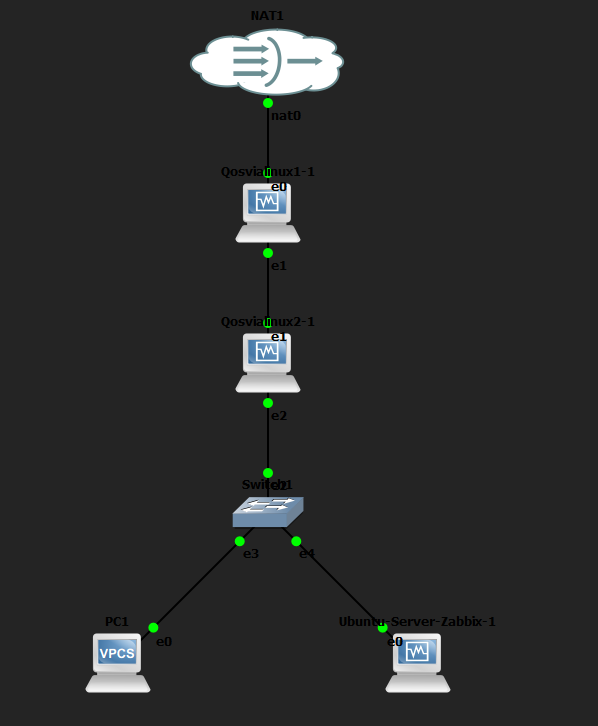 NAT1
nat0
Qosvialinux1-1
e0
e1
Qosvialinux2-1
e1
e2
Switch1
e2
e3
e4
PC1
Ubuntu-Server-Zabbix-1
e0
e0
VPCS